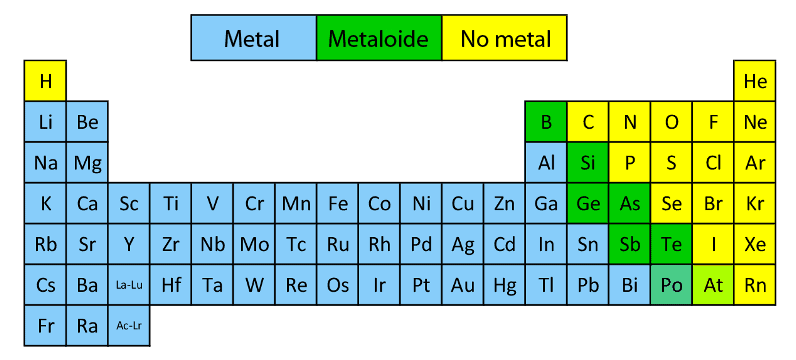 Metal Metaloide No metal
H He
Li Be B C N O F Ne
Na Mg Al Si P S Cl Ar
K Ca Sc Ti V Cr Mn Fe Co Ni Cu Zn Ga Ge As Se Br Kr
Rb Sr Y Zr Nb Mo Tc Ru Rh Pd Ag Cd In Sn Sb Te I Xe
Cs Ba La-Lu Hf Ta W Re Os Ir Pt Au Hg Tl Pb Bi Po At Rn
Fr Ra Ac-Lr